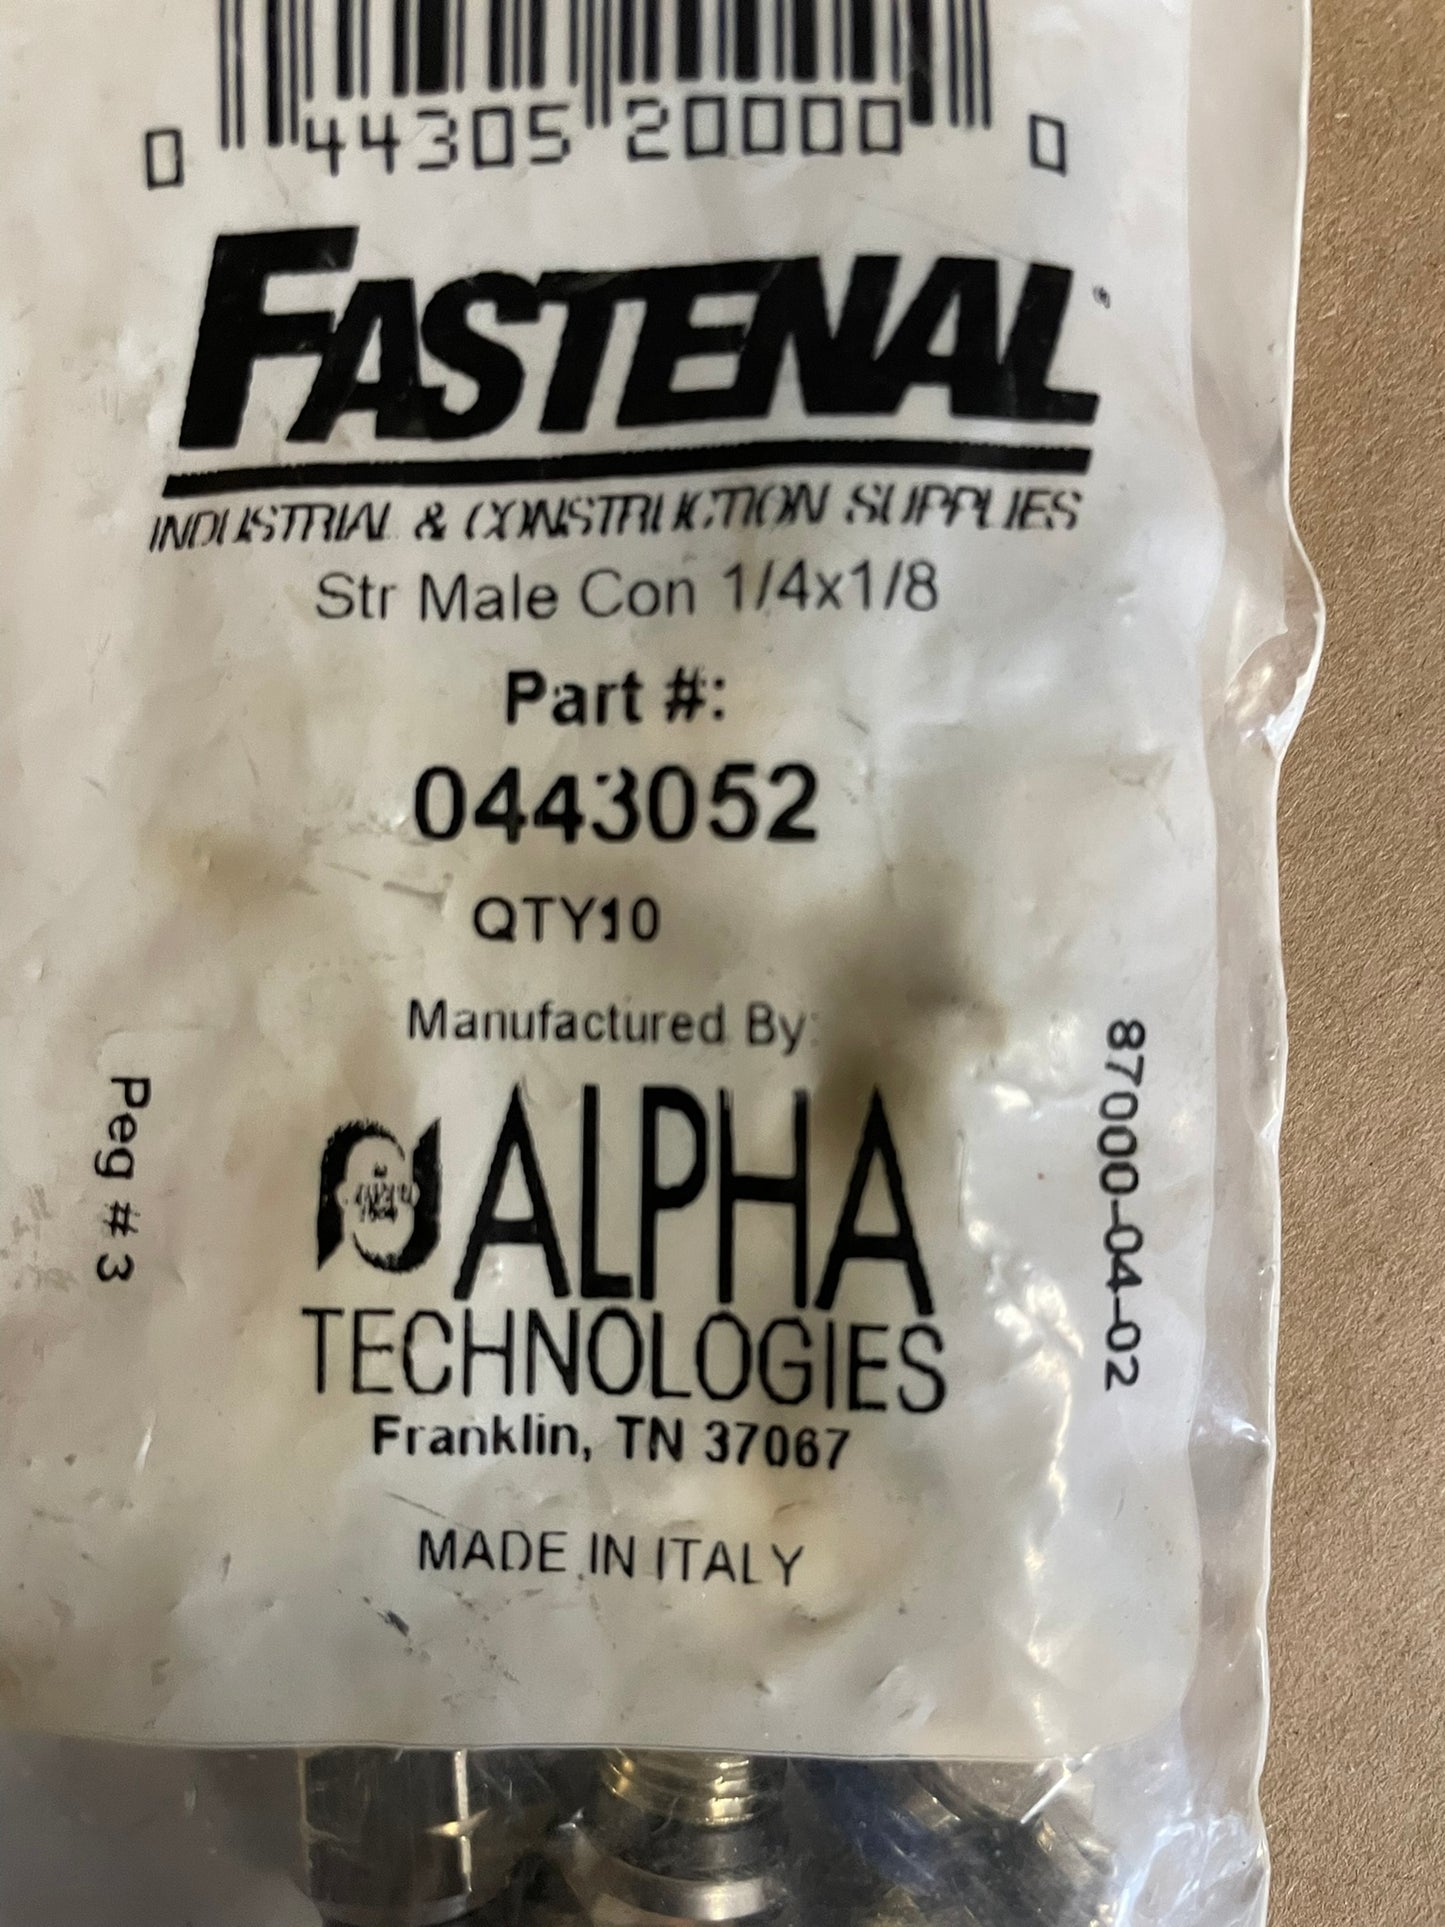 0 44305 20000 0
FASTENAL®
INDUSTRIAL & CONSTRUCTION SUPPLIES
Str Male Con 1/4x1/8
Part #:
0443052
QTY10
Manufactured By:
ALPHA
TECHNOLOGIES
Franklin, TN 37067
MADE IN ITALY
Peg # 3
87000-04-02